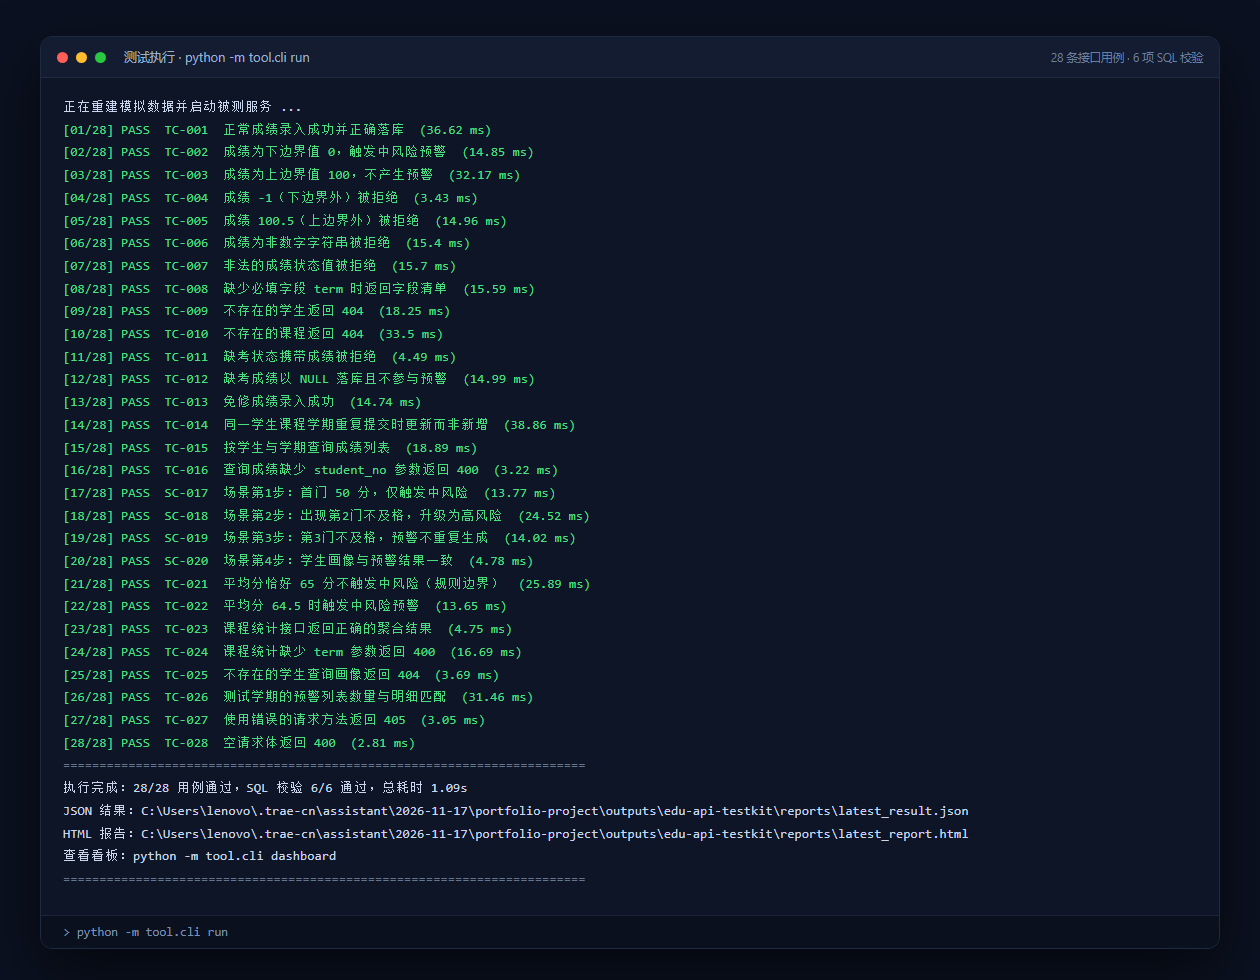 测试执行 · python -m tool.cli run
28 条接口用例 · 6 项 SQL 校验
正在重建模拟数据并启动被测服务 ...
[01/28] PASS  TC-001  正常成绩录入成功并正确落库  (36.62 ms)
[02/28] PASS  TC-002  成绩为下边界值 0，触发中风险预警  (14.85 ms)
[03/28] PASS  TC-003  成绩为上边界值 100，不产生预警  (32.17 ms)
[04/28] PASS  TC-004  成绩 -1（下边界外）被拒绝  (3.43 ms)
[05/28] PASS  TC-005  成绩 100.5（上边界外）被拒绝  (14.96 ms)
[06/28] PASS  TC-006  成绩为非数字字符串被拒绝  (15.4 ms)
[07/28] PASS  TC-007  非法的成绩状态值被拒绝  (15.7 ms)
[08/28] PASS  TC-008  缺少必填字段 term 时返回字段清单  (15.59 ms)
[09/28] PASS  TC-009  不存在的学生返回 404  (18.25 ms)
[10/28] PASS  TC-010  不存在的课程返回 404  (33.5 ms)
[11/28] PASS  TC-011  缺考状态携带成绩被拒绝  (4.49 ms)
[12/28] PASS  TC-012  缺考成绩以 NULL 落库且不参与预警  (14.99 ms)
[13/28] PASS  TC-013  免修成绩录入成功  (14.74 ms)
[14/28] PASS  TC-014  同一学生课程学期重复提交时更新而非新增  (38.86 ms)
[15/28] PASS  TC-015  按学生与学期查询成绩列表  (18.89 ms)
[16/28] PASS  TC-016  查询成绩缺少 student_no 参数返回 400  (3.22 ms)
[17/28] PASS  SC-017  场景第1步：首门 50 分，仅触发中风险  (13.77 ms)
[18/28] PASS  SC-018  场景第2步：出现第2门不及格，升级为高风险  (24.52 ms)
[19/28] PASS  SC-019  场景第3步：第3门不及格，预警不重复生成  (14.02 ms)
[20/28] PASS  SC-020  场景第4步：学生画像与预警结果一致  (4.78 ms)
[21/28] PASS  TC-021  平均分恰好 65 分不触发中风险（规则边界）  (25.89 ms)
[22/28] PASS  TC-022  平均分 64.5 时触发中风险预警  (13.65 ms)
[23/28] PASS  TC-023  课程统计接口返回正确的聚合结果  (4.75 ms)
[24/28] PASS  TC-024  课程统计缺少 term 参数返回 400  (16.69 ms)
[25/28] PASS  TC-025  不存在的学生查询画像返回 404  (3.69 ms)
[26/28] PASS  TC-026  测试学期的预警列表数量与明细匹配  (31.46 ms)
[27/28] PASS  TC-027  使用错误的请求方法返回 405  (3.05 ms)
[28/28] PASS  TC-028  空请求体返回 400  (2.81 ms)
========================================================================
执行完成：28/28 用例通过，SQL 校验 6/6 通过，总耗时 1.09s
JSON 结果：C:\Users\lenovo\.trae-cn\assistant\2026-11-17\portfolio-project\outputs\edu-api-testkit\reports\latest_result.json
HTML 报告：C:\Users\lenovo\.trae-cn\assistant\2026-11-17\portfolio-project\outputs\edu-api-testkit\reports\latest_report.html
查看看板：python -m tool.cli dashboard
========================================================================
> python -m tool.cli run